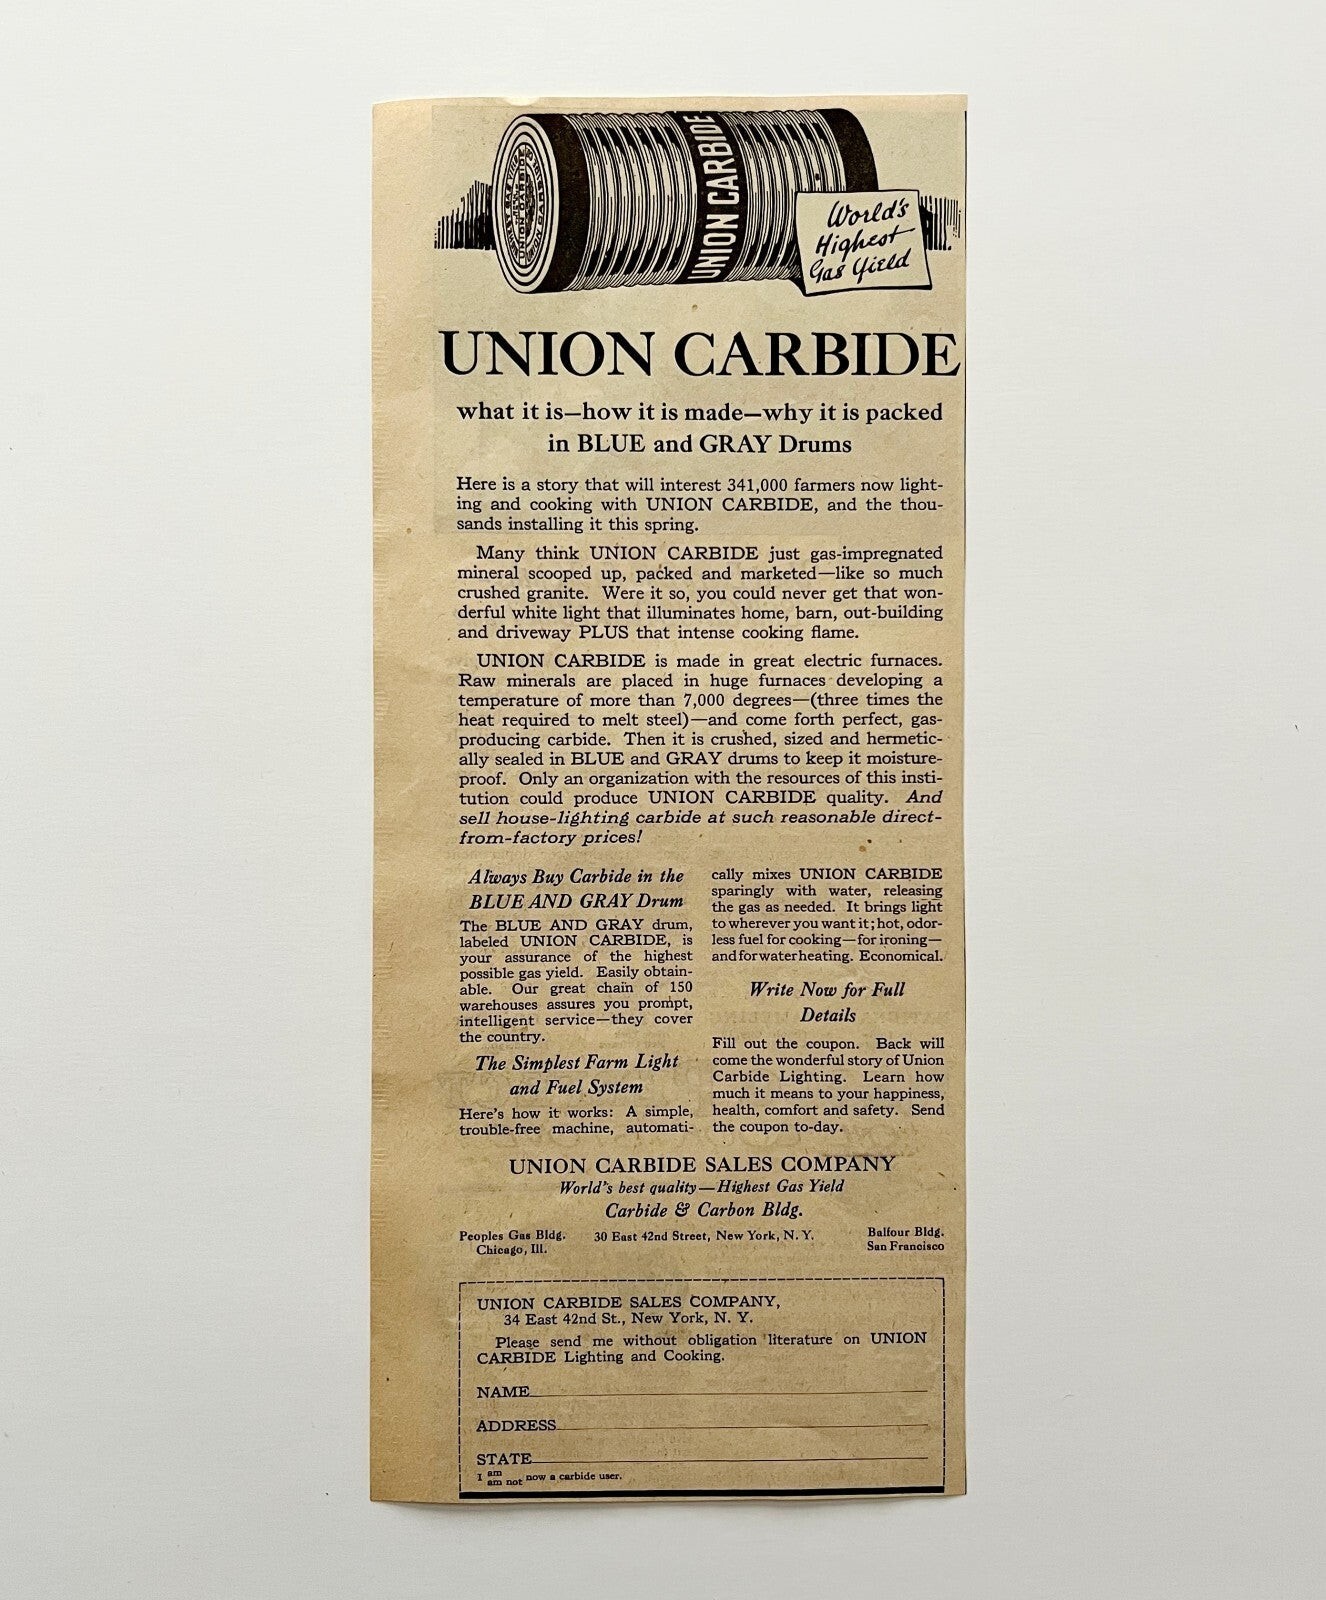 UNION CARBIDE
World's
Highest
Gas Yield
UNION CARBIDE
what it is—how it is made—why it is packed
in BLUE and GRAY Drums
Here is a story that will interest 341,000 farmers now light-
ing and cooking with UNION CARBIDE, and the thou-
sands installing it this spring.
Many think UNION CARBIDE just gas-impregnated
mineral scooped up, packed and marketed—like so much
crushed granite. Were it so, you could never get that won-
derful white light that illuminates home, barn, out-building
and driveway PLUS that intense cooking flame.
UNION CARBIDE is made in great electric furnaces.
Raw minerals are placed in huge furnaces developing a
temperature of more than 7,000 degrees—(three times the
heat required to melt steel)—and come forth perfect, gas-
producing carbide. Then it is crushed, sized and hermetic-
ally sealed in BLUE and GRAY drums to keep it moisture-
proof. Only an organization with the resources of this insti-
tution could produce UNION CARBIDE quality. And
sell house-lighting carbide at such reasonable direct-
from-factory prices!
Always Buy Carbide in the
BLUE AND GRAY Drum
The BLUE AND GRAY drum,
labeled UNION CARBIDE, is
your assurance of the highest
possible gas yield. Easily obtain-
able. Our great chain of 150
warehouses assures you prompt,
intelligent service—they cover
the country.
The Simplest Farm Light
and Fuel System
Here's how it works: A simple,
trouble-free machine, automati-
cally mixes UNION CARBIDE
sparingly with water, releasing
the gas as needed. It brings light
to wherever you want it; hot, odor-
less fuel for cooking—for ironing—
and for water heating. Economical.
Write Now for Full
Details
Fill out the coupon. Back will
come the wonderful story of Union
Carbide Lighting. Learn how
much it means to your happiness,
health, comfort and safety. Send
the coupon to-day.
UNION CARBIDE SALES COMPANY
World's best quality—Highest Gas Yield
Carbide & Carbon Bldg.
Peoples Gas Bldg.
Chicago, Ill.
30 East 42nd Street, New York, N. Y.
Balfour Bldg.
San Francisco
UNION CARBIDE SALES COMPANY,
34 East 42nd St., New York, N. Y.
Please send me without obligation literature on UNION
CARBIDE Lighting and Cooking.
NAME
ADDRESS
STATE
I am
am not now a carbide user.